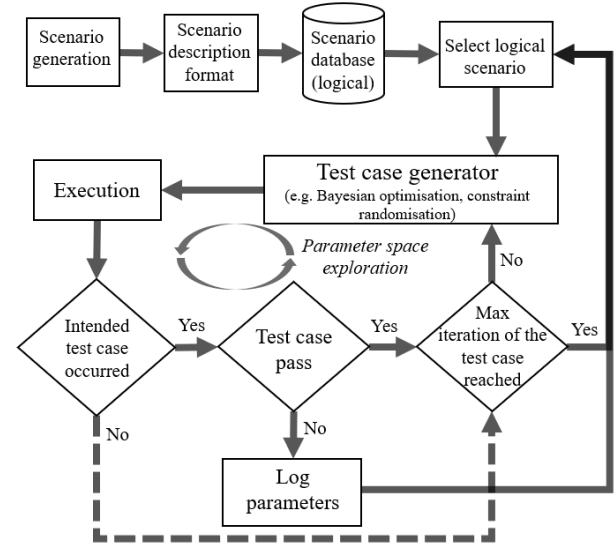 Scenario
generation
Scenario
description
format
Scenario
database
(logical)
Select logical
scenario
Test case generator
(e.g. Bayesian optimisation, constraint
randomisation)
Execution
Parameter space
exploration
No
Intended
test case
occurred
Yes
Test case
pass
Yes
Max
iteration of the
test case
reached
Yes
No
No
Log
parameters